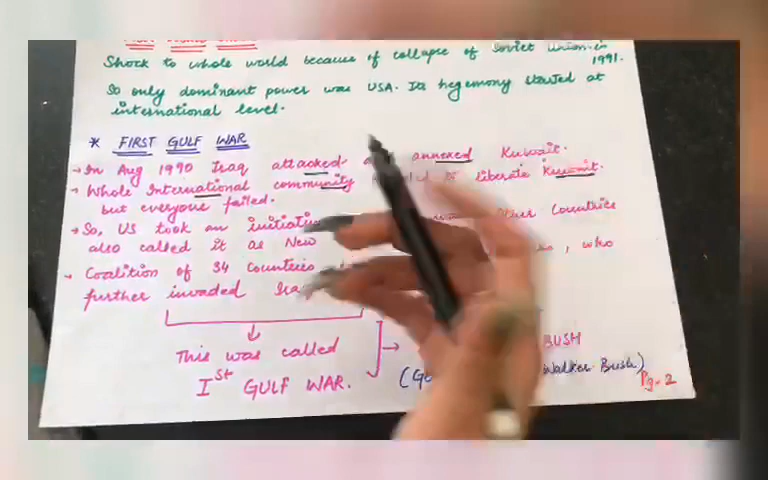 Shock to whole world because of collapse of Soviet Union in
1991.
So only dominant power was USA. Its hegemony started at
international level.
* FIRST GULF WAR
→ In Aug 1990 Iraq attacked annexed Kuwait.
→ Whole International community to liberate Kuwait.
but everyone failed.
→ So, US took an initiative Other Countries
also called it as New who
→ Coalition of 34 Countries
further invaded
This was called
Ist GULF WAR.
BUSH
Walker Bush)
Pg-2